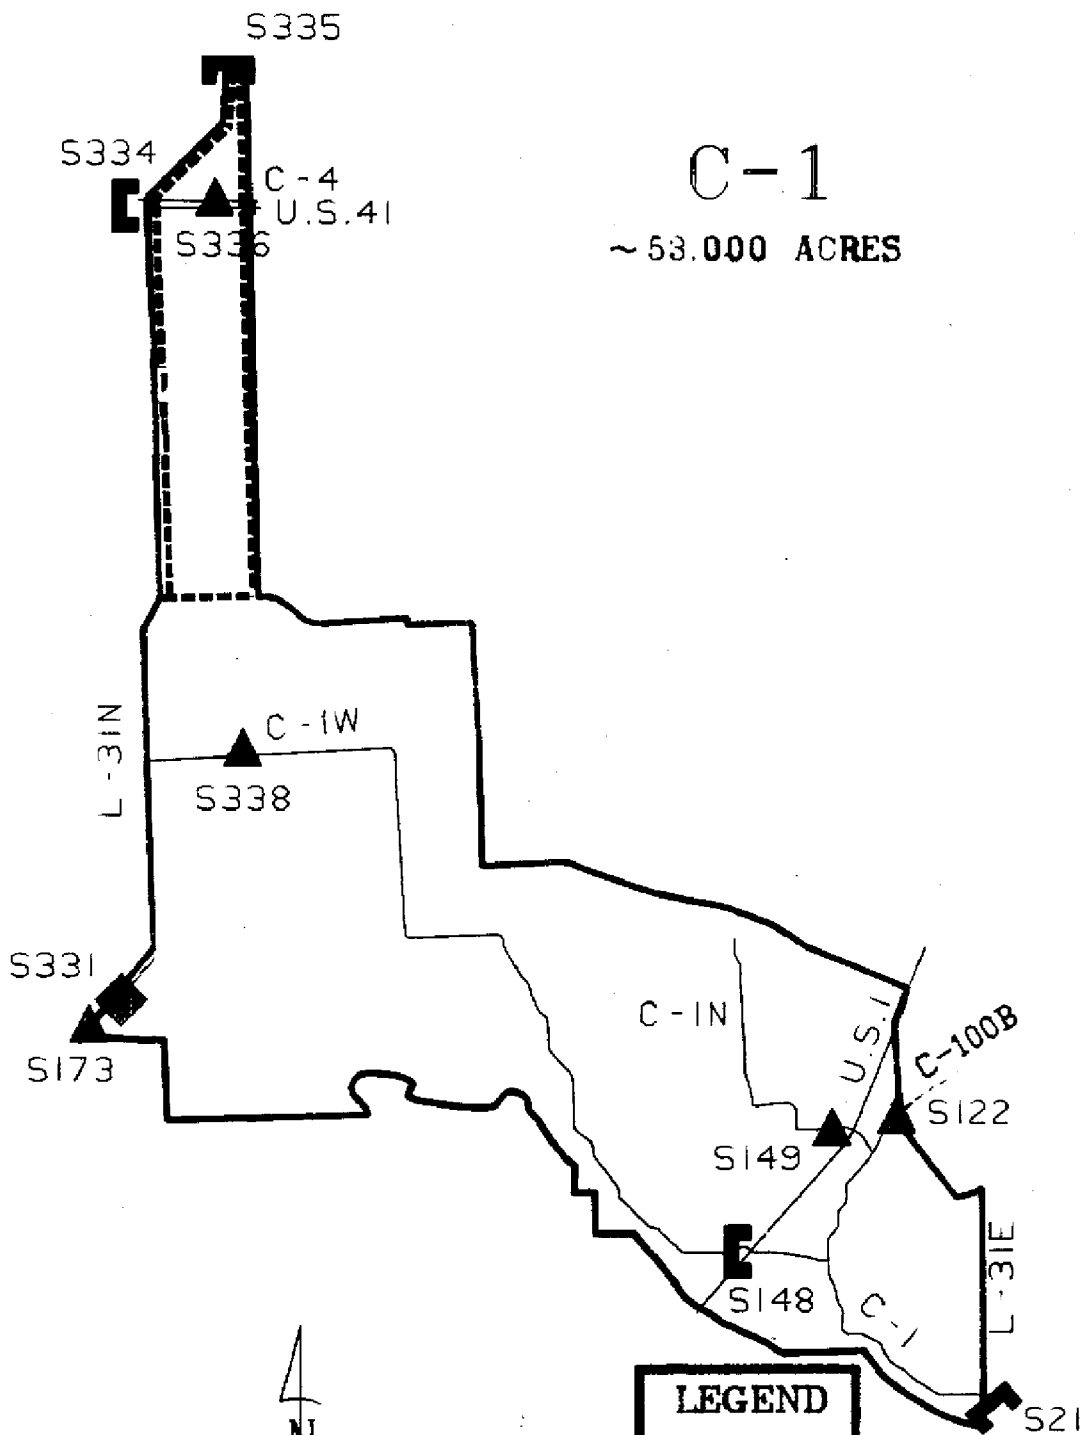 S335
S334
C-4
U.S.41
S336
C-1
~53.000 ACRES
L-31N
C-1W
S338
S331
S173
C-1N
U.S.1
C-100B
S122
S149
S148
C-1
L-31E
S21
N
LEGEND